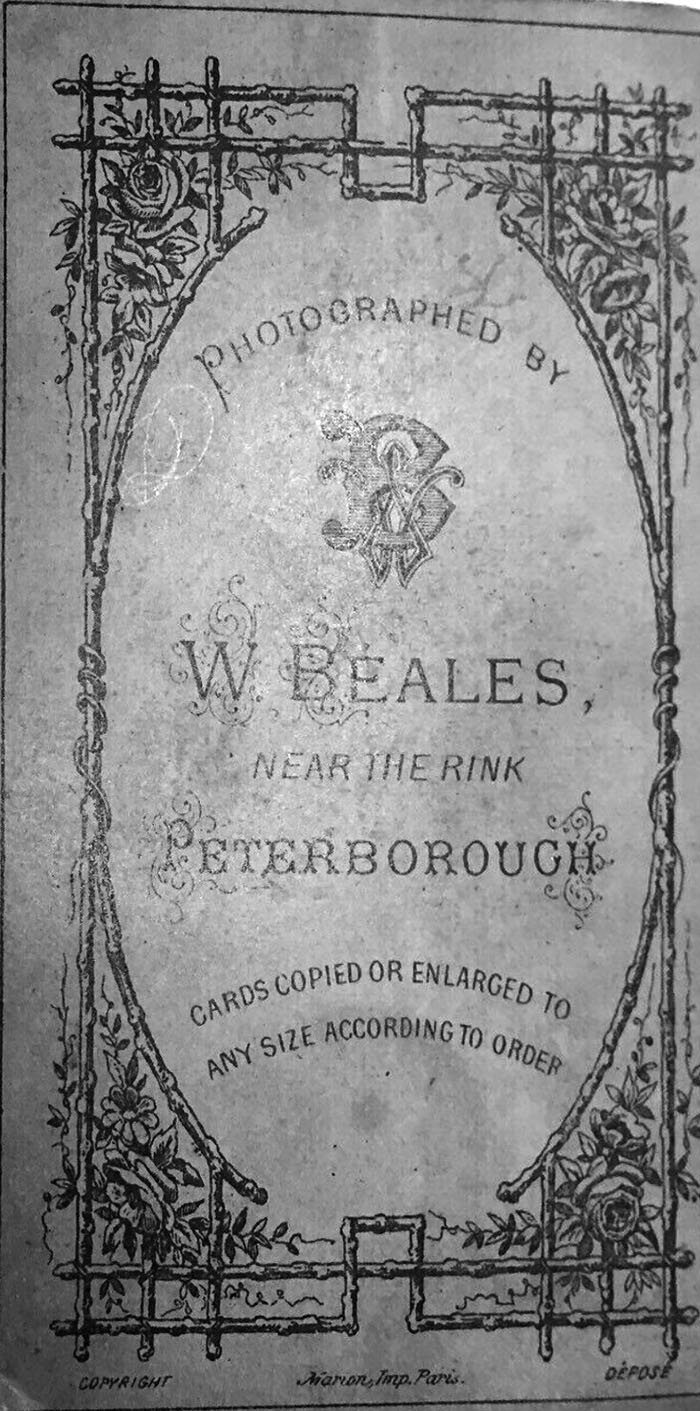 PHOTOGRAPHED BY
BW
W BEALES,
NEAR THE RINK
PETERBOROUGH
CARDS COPIED OR ENLARGED TO
ANY SIZE ACCORDING TO ORDER
COPYRIGHT Marion, Imp. Paris. DÉPOSÉ